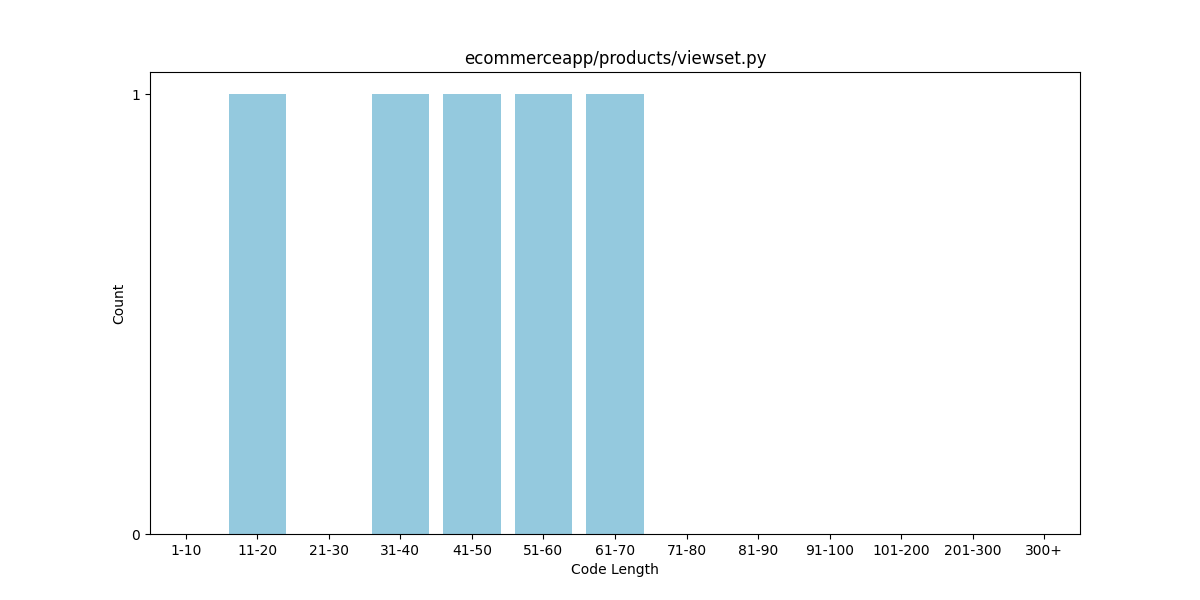 ecommerceapp/products/viewset.py
1
Count
0
1-10 11-20 21-30 31-40 41-50 51-60 61-70 71-80 81-90 91-100 101-200 201-300 300+
Code Length